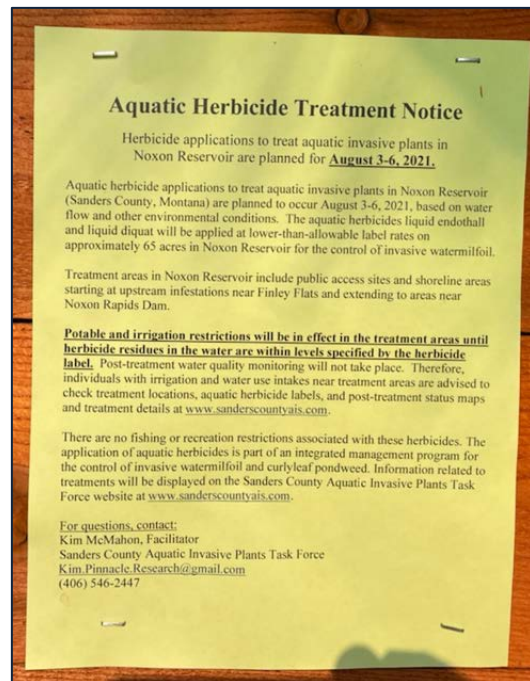 Aquatic Herbicide Treatment Notice
Herbicide applications to treat aquatic invasive plants in
Noxon Reservoir are planned for August 3-6, 2021.
Aquatic herbicide applications to treat aquatic invasive plants in Noxon Reservoir
(Sanders County, Montana) are planned to occur August 3-6, 2021, based on water
flow and other environmental conditions. The aquatic herbicides liquid endothall
and liquid diquat will be applied at lower-than-allowable label rates on
approximately 65 acres in Noxon Reservoir for the control of invasive watermilfoil.
Treatment areas in Noxon Reservoir include public access sites and shoreline areas
starting at upstream infestations near Finley Flats and extending to areas near
Noxon Rapids Dam.
Potable and irrigation restrictions will be in effect in the treatment areas until
herbicide residues in the water are within levels specified by the herbicide
label. Post-treatment water quality monitoring will not take place. Therefore,
individuals with irrigation and water use intakes near treatment areas are advised to
check treatment locations, aquatic herbicide labels, and post-treatment status maps
and treatment details at www.sanderscountyais.com.
There are no fishing or recreation restrictions associated with these herbicides. The
application of aquatic herbicides is part of an integrated management program for
the control of invasive watermilfoil and curlyleaf pondweed. Information related to
treatments will be displayed on the Sanders County Aquatic Invasive Plants Task
Force website at www.sanderscountyais.com.
For questions, contact:
Kim McMahon, Facilitator
Sanders County Aquatic Invasive Plants Task Force
Kim.Pinnacle.Research@gmail.com
(406) 546-2447